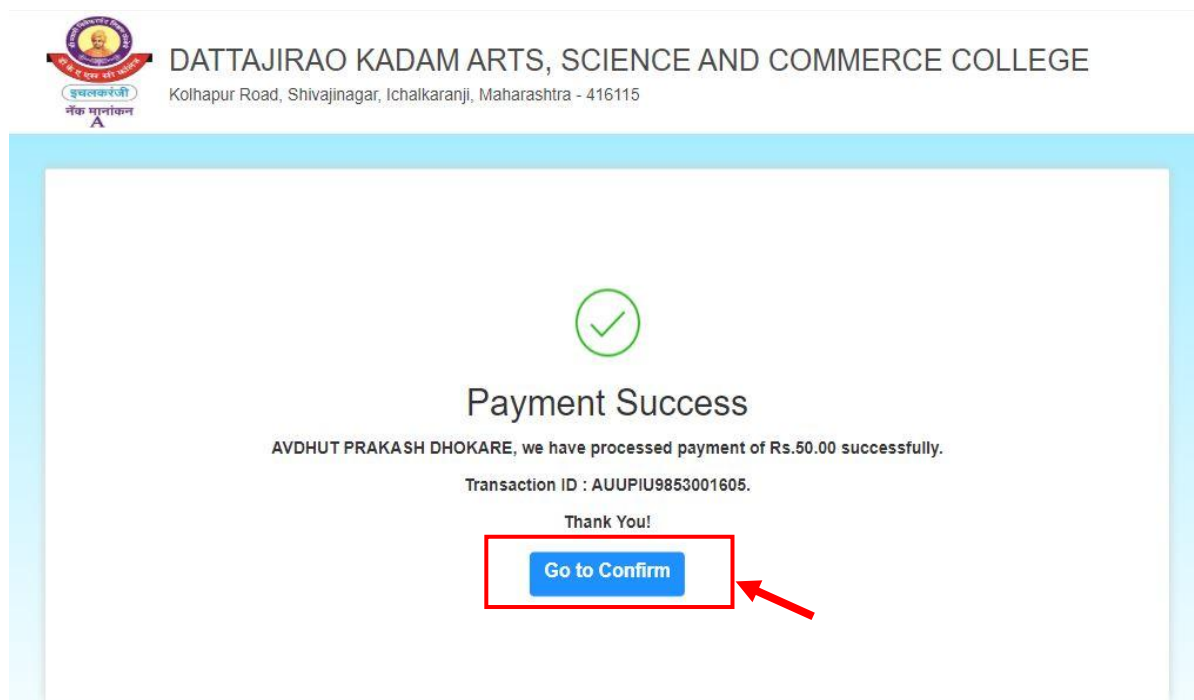 DATTAJIRAO KADAM ARTS, SCIENCE AND COMMERCE COLLEGE
Kolhapur Road, Shivajinagar, Ichalkaranji, Maharashtra - 416115
इचलकरंजी
नॅक मानांकन
A
Payment Success
AVDHUT PRAKASH DHOKARE, we have processed payment of Rs.50.00 successfully.
Transaction ID : AUUPIU9853001605.
Thank You!
Go to Confirm